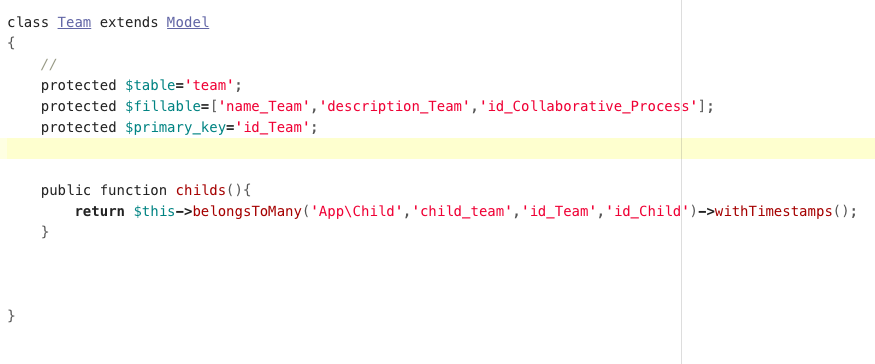 class Team extends Model
{
    //
    protected $table='team';
    protected $fillable=['name_Team','description_Team','id_Collaborative_Process'];
    protected $primary_key='id_Team';
    public function childs(){
        return $this->belongsToMany('App\Child','child_team','id_Team','id_Child')->withTimestamps();
    }
}